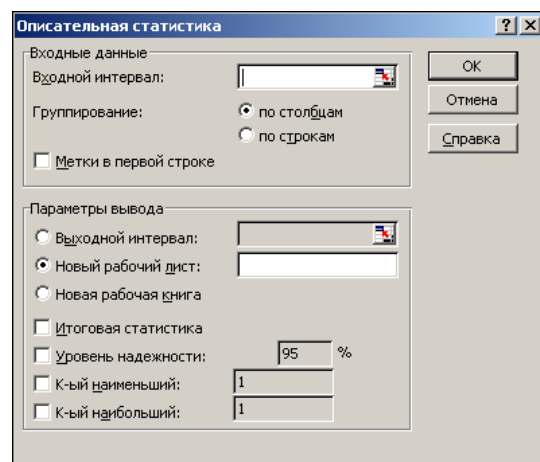 Описательная статистика
Входные данные
Входной интервал:
Группирование:
по столбцам
по строкам
Метки в первой строке
OK
Отмена
Справка
Параметры вывода
Выходной интервал:
Новый рабочий лист:
Новая рабочая книга
Итоговая статистика
Уровень надежности: 95 %
К-ый наименьший: 1
К-ый наибольший: 1